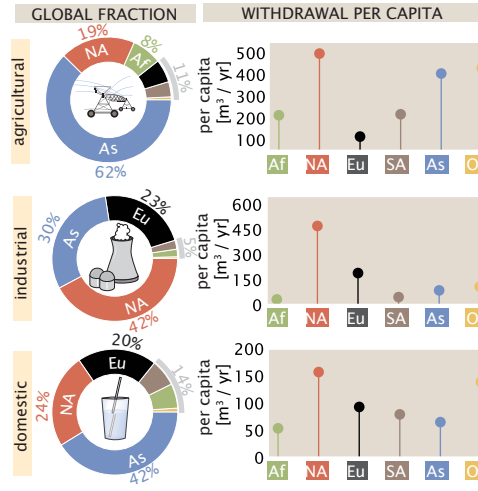 GLOBAL FRACTION
WITHDRAWAL PER CAPITA
agricultural
19%
8%
11%
62%
NA
Af
As
per capita
[m³ / yr]
500
400
300
200
100
Af NA Eu SA As O
industrial
30%
23%
5%
42%
As
Eu
NA
per capita
[m³ / yr]
600
450
300
150
0
Af NA Eu SA As O
domestic
20%
14%
24%
42%
Eu
NA
As
per capita
[m³ / yr]
200
150
100
50
0
Af NA Eu SA As O